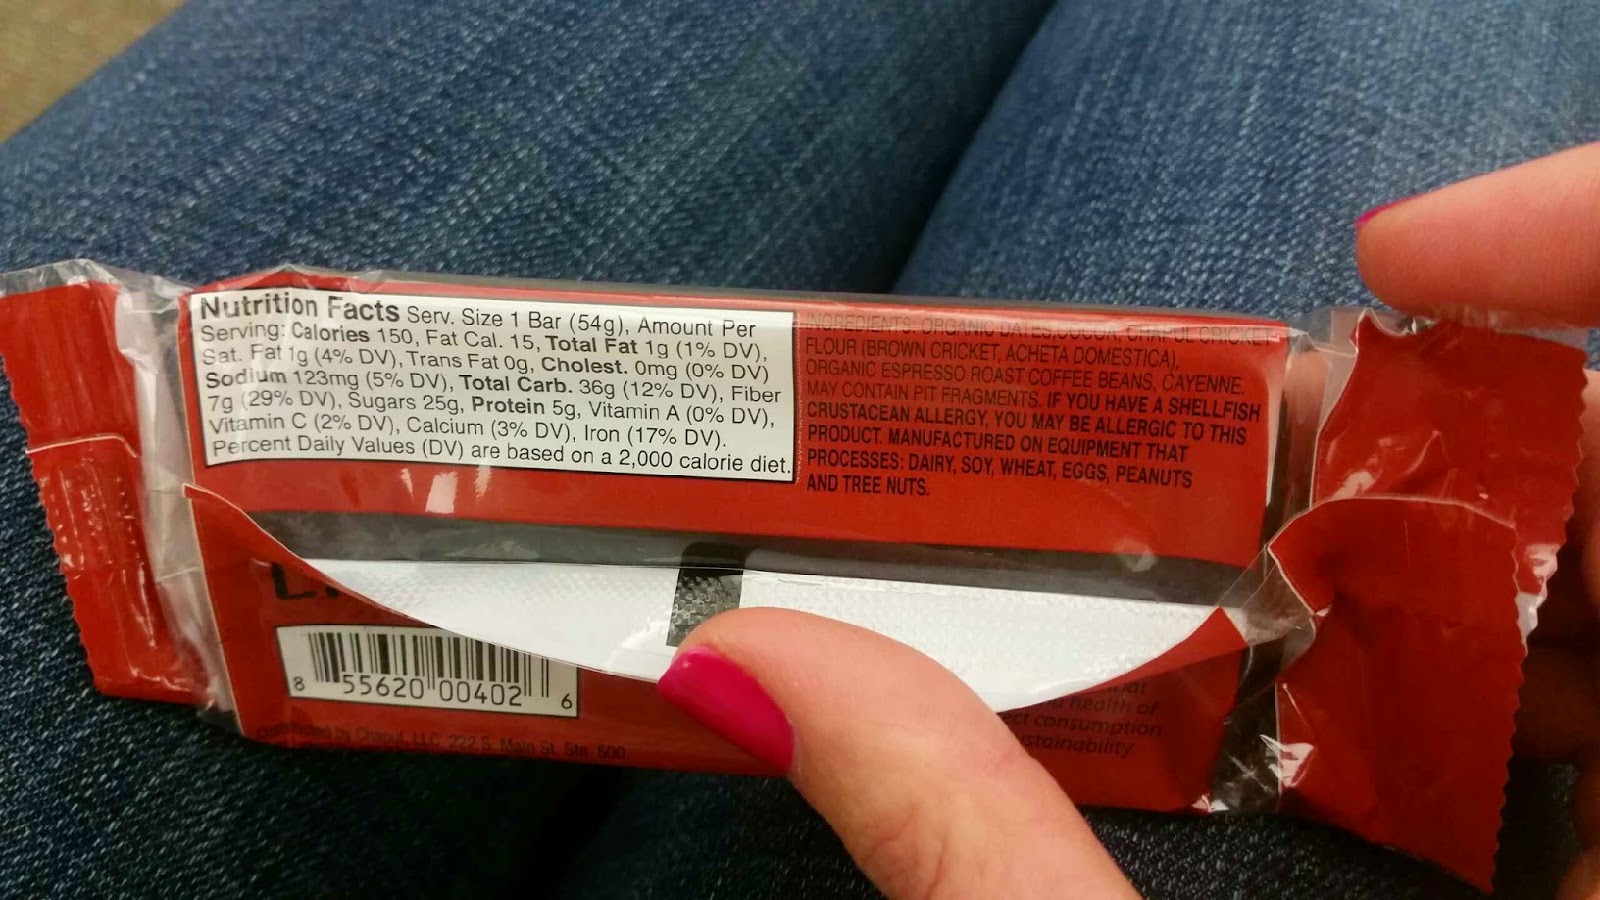 Nutrition Facts Serv. Size 1 Bar (54g), Amount Per
Serving: Calories 150, Fat Cal. 15, Total Fat 1g (1% DV),
Sat. Fat 1g (4% DV), Trans Fat 0g, Cholest. 0mg (0% DV)
Sodium 123mg (5% DV), Total Carb. 36g (12% DV), Fiber
7g (29% DV), Sugars 25g, Protein 5g, Vitamin A (0% DV),
Vitamin C (2% DV), Calcium (3% DV), Iron (17% DV).
Percent Daily Values (DV) are based on a 2,000 calorie diet.
INGREDIENTS: ORGANIC DATES, COCOA, CHAPUL CRICKET
FLOUR (BROWN CRICKET, ACHETA DOMESTICA),
ORGANIC ESPRESSO ROAST COFFEE BEANS, CAYENNE.
MAY CONTAIN PIT FRAGMENTS. IF YOU HAVE A SHELLFISH
CRUSTACEAN ALLERGY, YOU MAY BE ALLERGIC TO THIS
PRODUCT. MANUFACTURED ON EQUIPMENT THAT
PROCESSES: DAIRY, SOY, WHEAT, EGGS, PEANUTS
AND TREE NUTS.
8 55620 00402 6
Distributed by Chapul, LLC 222 S. Main St. Ste. 500
health of
consumption